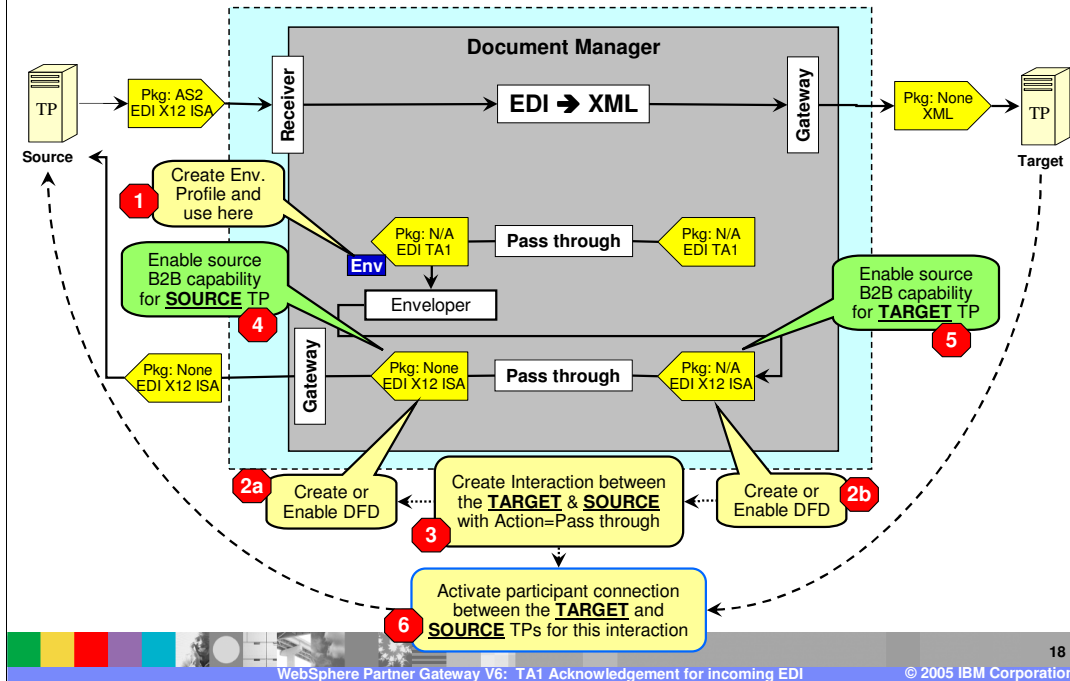 Document Manager
TP
Source
Pkg: AS2
EDI X12 ISA
Receiver
EDI ➔ XML
Gateway
Pkg: None
XML
TP
Target
1
Create Env.
Profile and
use here
Env
Pkg: N/A
EDI TA1
Pass through
Pkg: N/A
EDI TA1
Enable source
B2B capability
for SOURCE TP
4
Enveloper
Enable source
B2B capability
for TARGET TP
5
Pkg: None
EDI X12 ISA
Gateway
Pkg: None
EDI X12 ISA
Pass through
Pkg: N/A
EDI X12 ISA
2a
Create or
Enable DFD
Create Interaction between
the TARGET & SOURCE
with Action=Pass through
3
Create or
Enable DFD
2b
Activate participant connection
between the TARGET and
SOURCE TPs for this interaction
6
18
WebSphere Partner Gateway V6: TA1 Acknowledgement for incoming EDI
© 2005 IBM Corporation